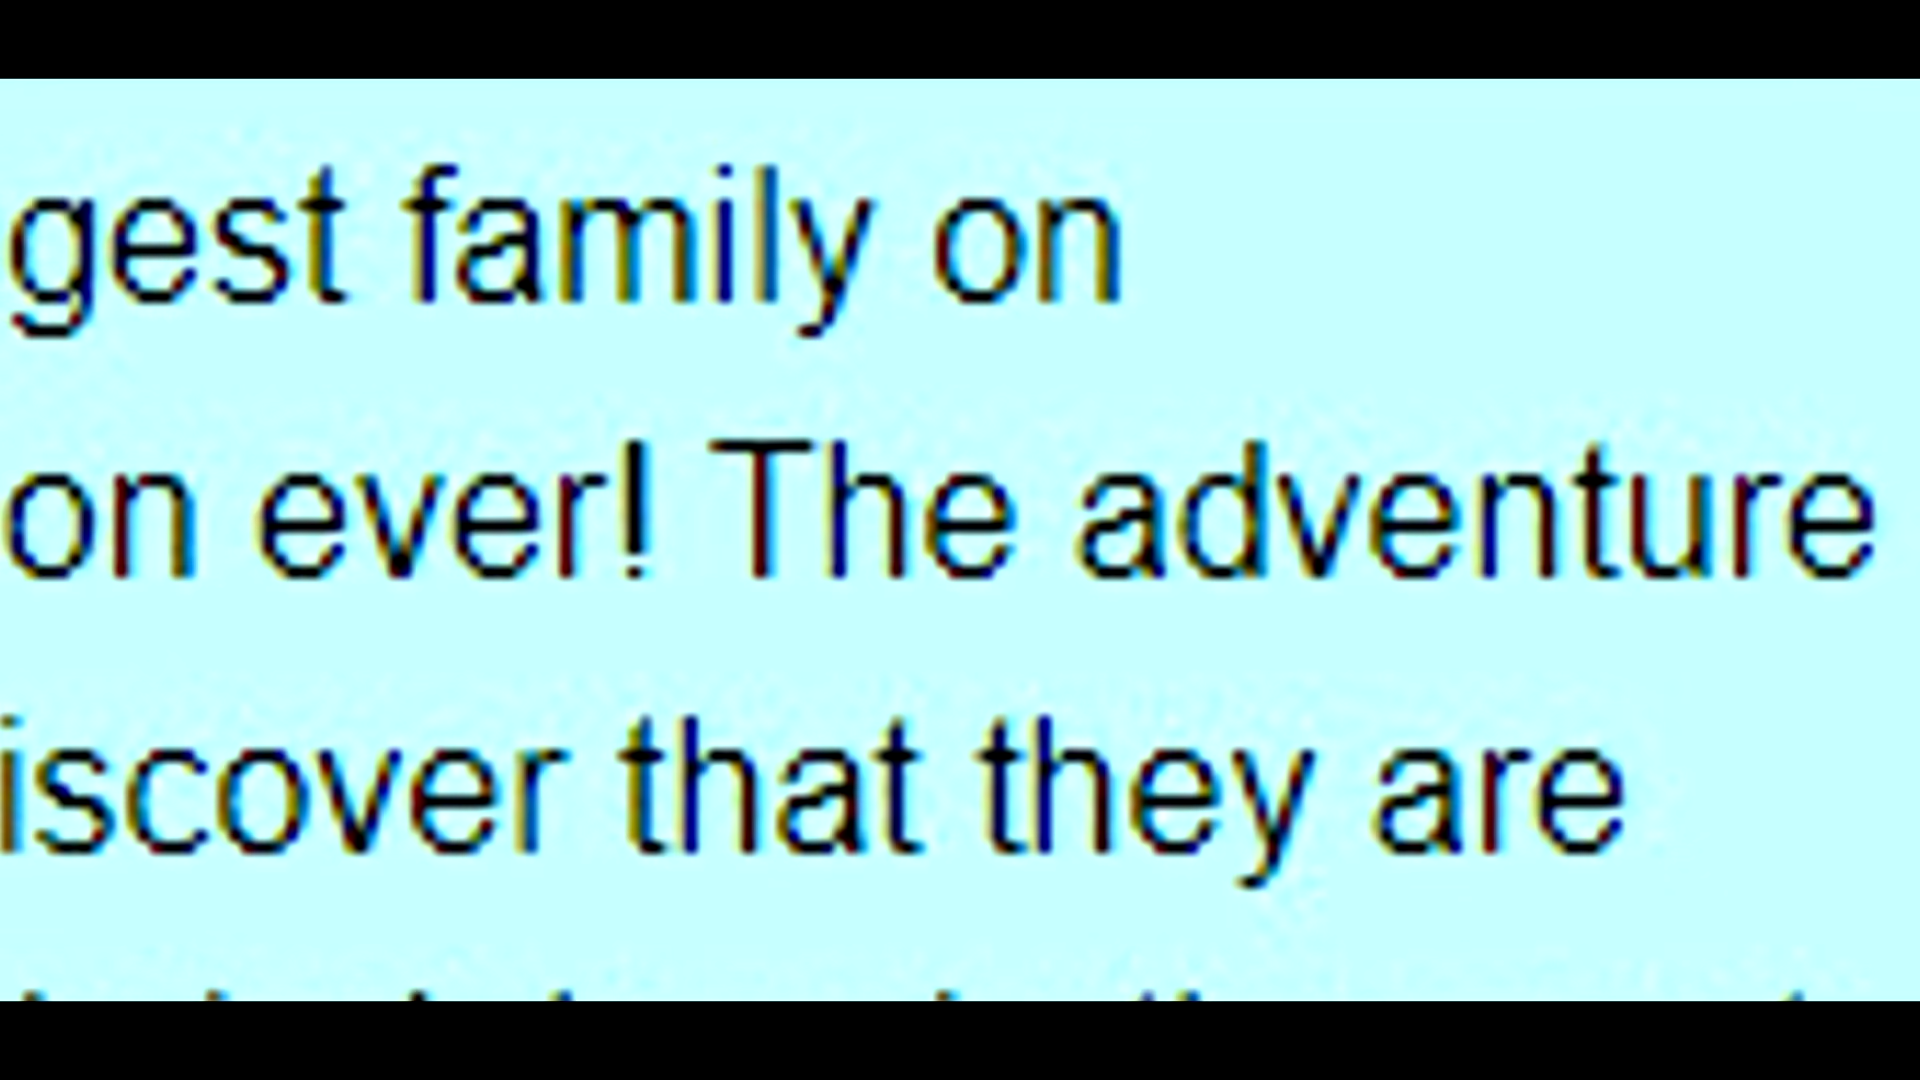 gest family on
on ever! The adventure
iscover that they are